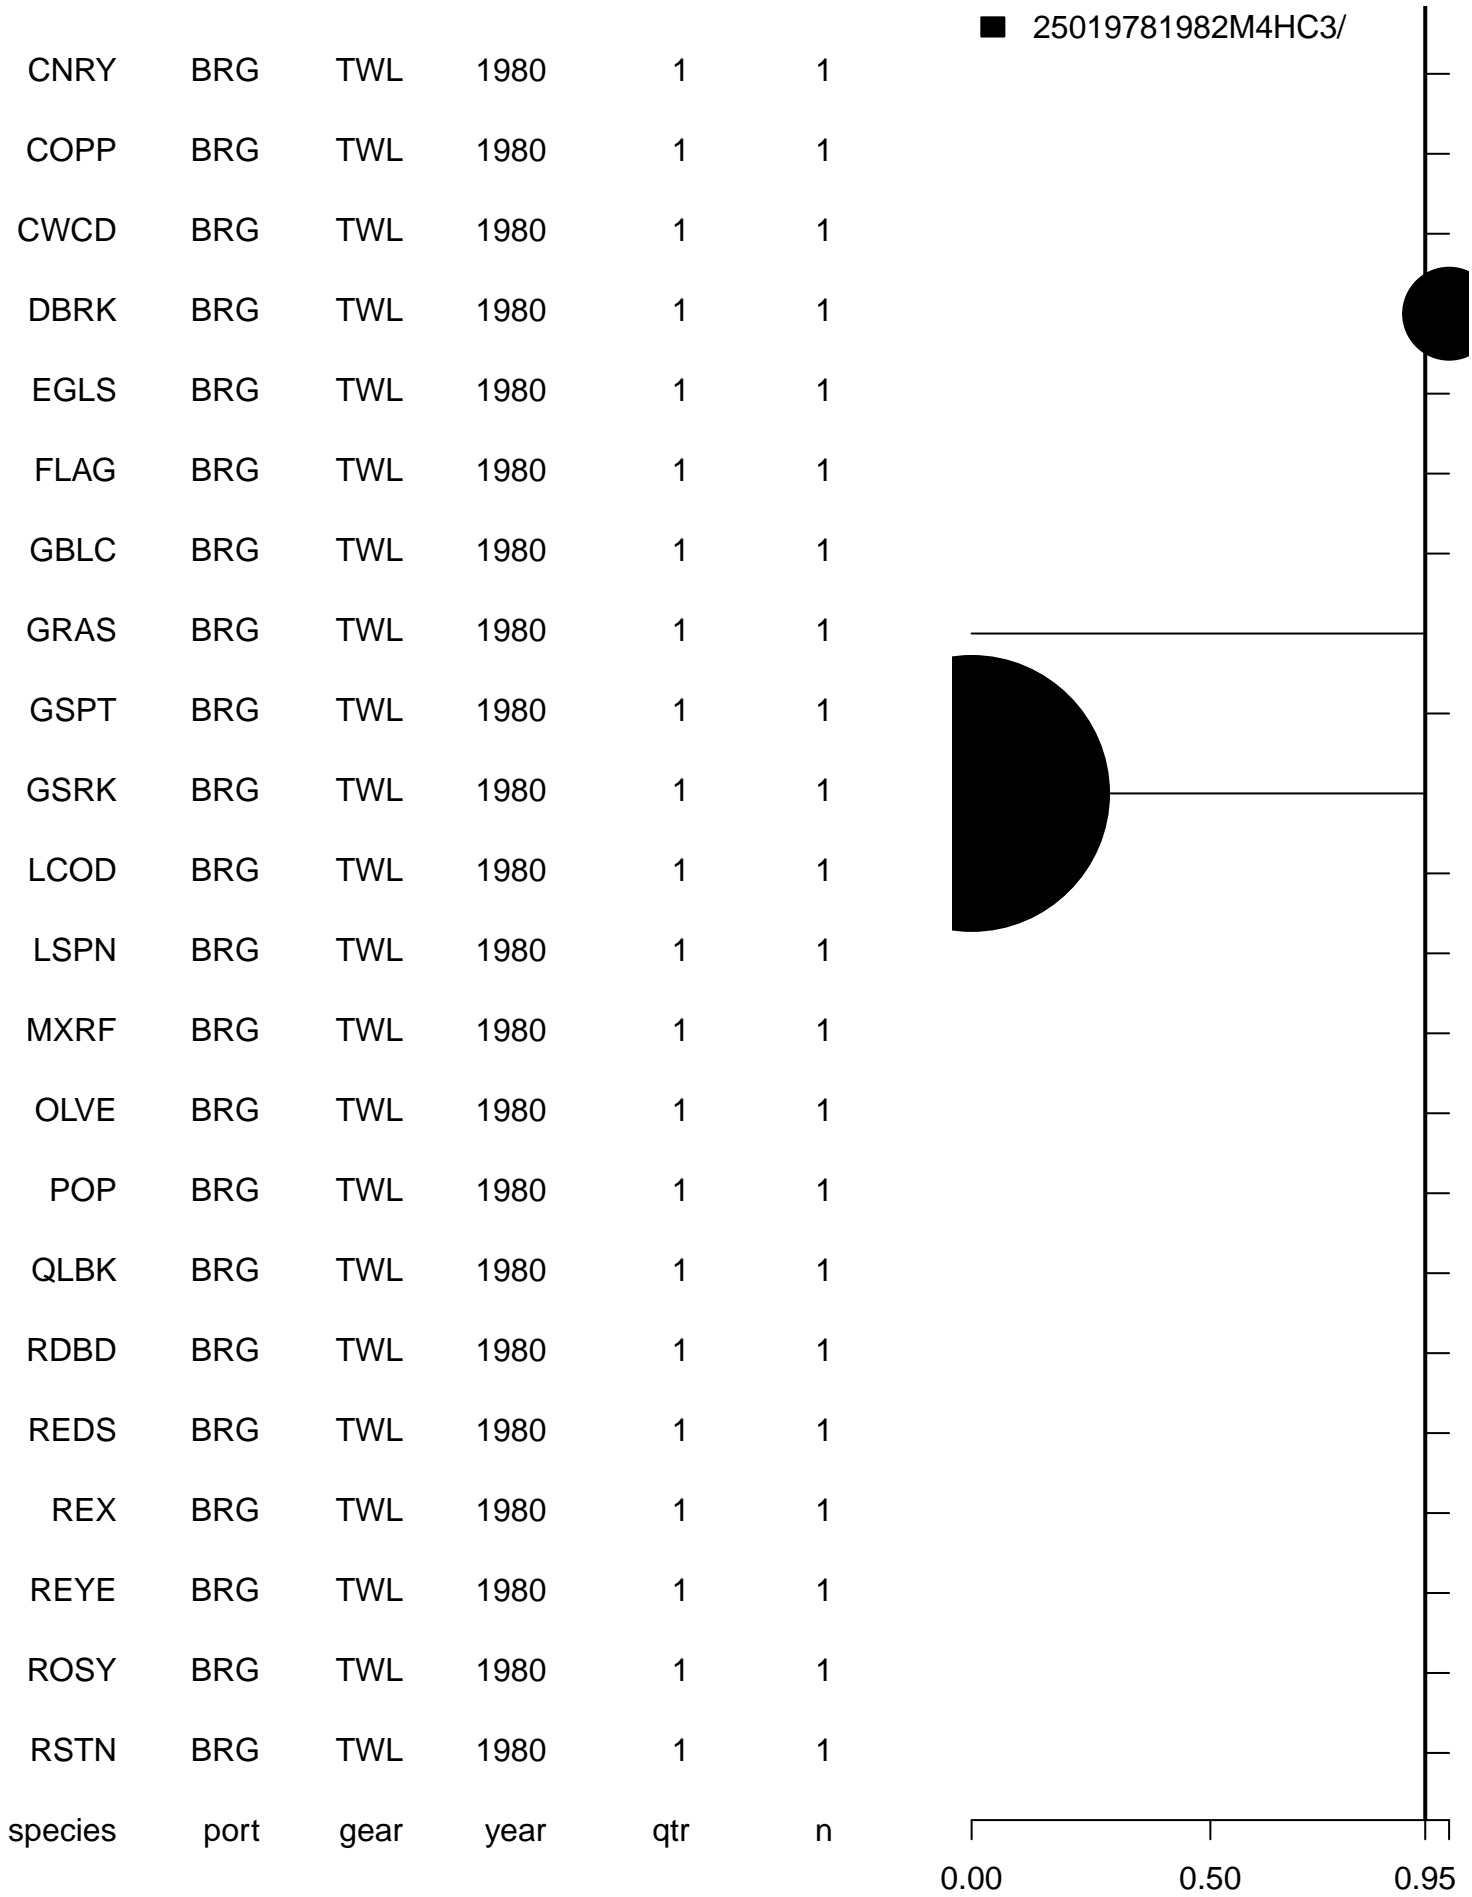 25019781982M4HC3/
CNRY BRG TWL 1980 1 1
COPP BRG TWL 1980 1 1
CWCD BRG TWL 1980 1 1
DBRK BRG TWL 1980 1 1
EGLS BRG TWL 1980 1 1
FLAG BRG TWL 1980 1 1
GBLC BRG TWL 1980 1 1
GRAS BRG TWL 1980 1 1
GSPT BRG TWL 1980 1 1
GSRK BRG TWL 1980 1 1
LCOD BRG TWL 1980 1 1
LSPN BRG TWL 1980 1 1
MXRF BRG TWL 1980 1 1
OLVE BRG TWL 1980 1 1
POP BRG TWL 1980 1 1
QLBK BRG TWL 1980 1 1
RDBD BRG TWL 1980 1 1
REDS BRG TWL 1980 1 1
REX BRG TWL 1980 1 1
REYE BRG TWL 1980 1 1
ROSY BRG TWL 1980 1 1
RSTN BRG TWL 1980 1 1
species port gear year qtr n
0.00 0.50 0.95